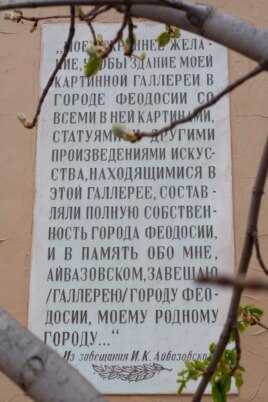 „МОЕ ИСКРЕННЕЕ ЖЕЛА-
НИЕ, ЧТОБЫ ЗДАНИЕ МОЕЙ
КАРТИННОЙ ГАЛЛЕРЕИ В
ГОРОДЕ ФЕОДОСИИ СО
ВСЕМИ В НЕЙ КАРТИНАМИ,
СТАТУЯМИ И ДРУГИМИ
ПРОИЗВЕДЕНИЯМИ ИСКУС-
СТВА, НАХОДЯЩИМИСЯ В
ЭТОЙ ГАЛЛЕРЕЕ, СОСТАВ-
ЛЯЛИ ПОЛНУЮ СОБСТВЕН-
НОСТЬ ГОРОДА ФЕОДОСИИ,
И В ПАМЯТЬ ОБО МНЕ,
АЙВАЗОВСКОМ, ЗАВЕЩАЮ
/ГАЛЛЕРЕЮ/ ГОРОДУ ФЕО-
ДОСИИ, МОЕМУ РОДНОМУ
ГОРОДУ..."
Из завещания И.К. Айвазовского